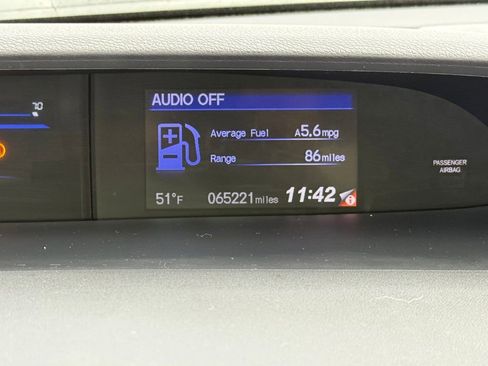 70
AUDIO OFF
Average Fuel A5.6mpg
Range 86miles
PASSENGER
AIRBAG
51°F 065221miles 11:42